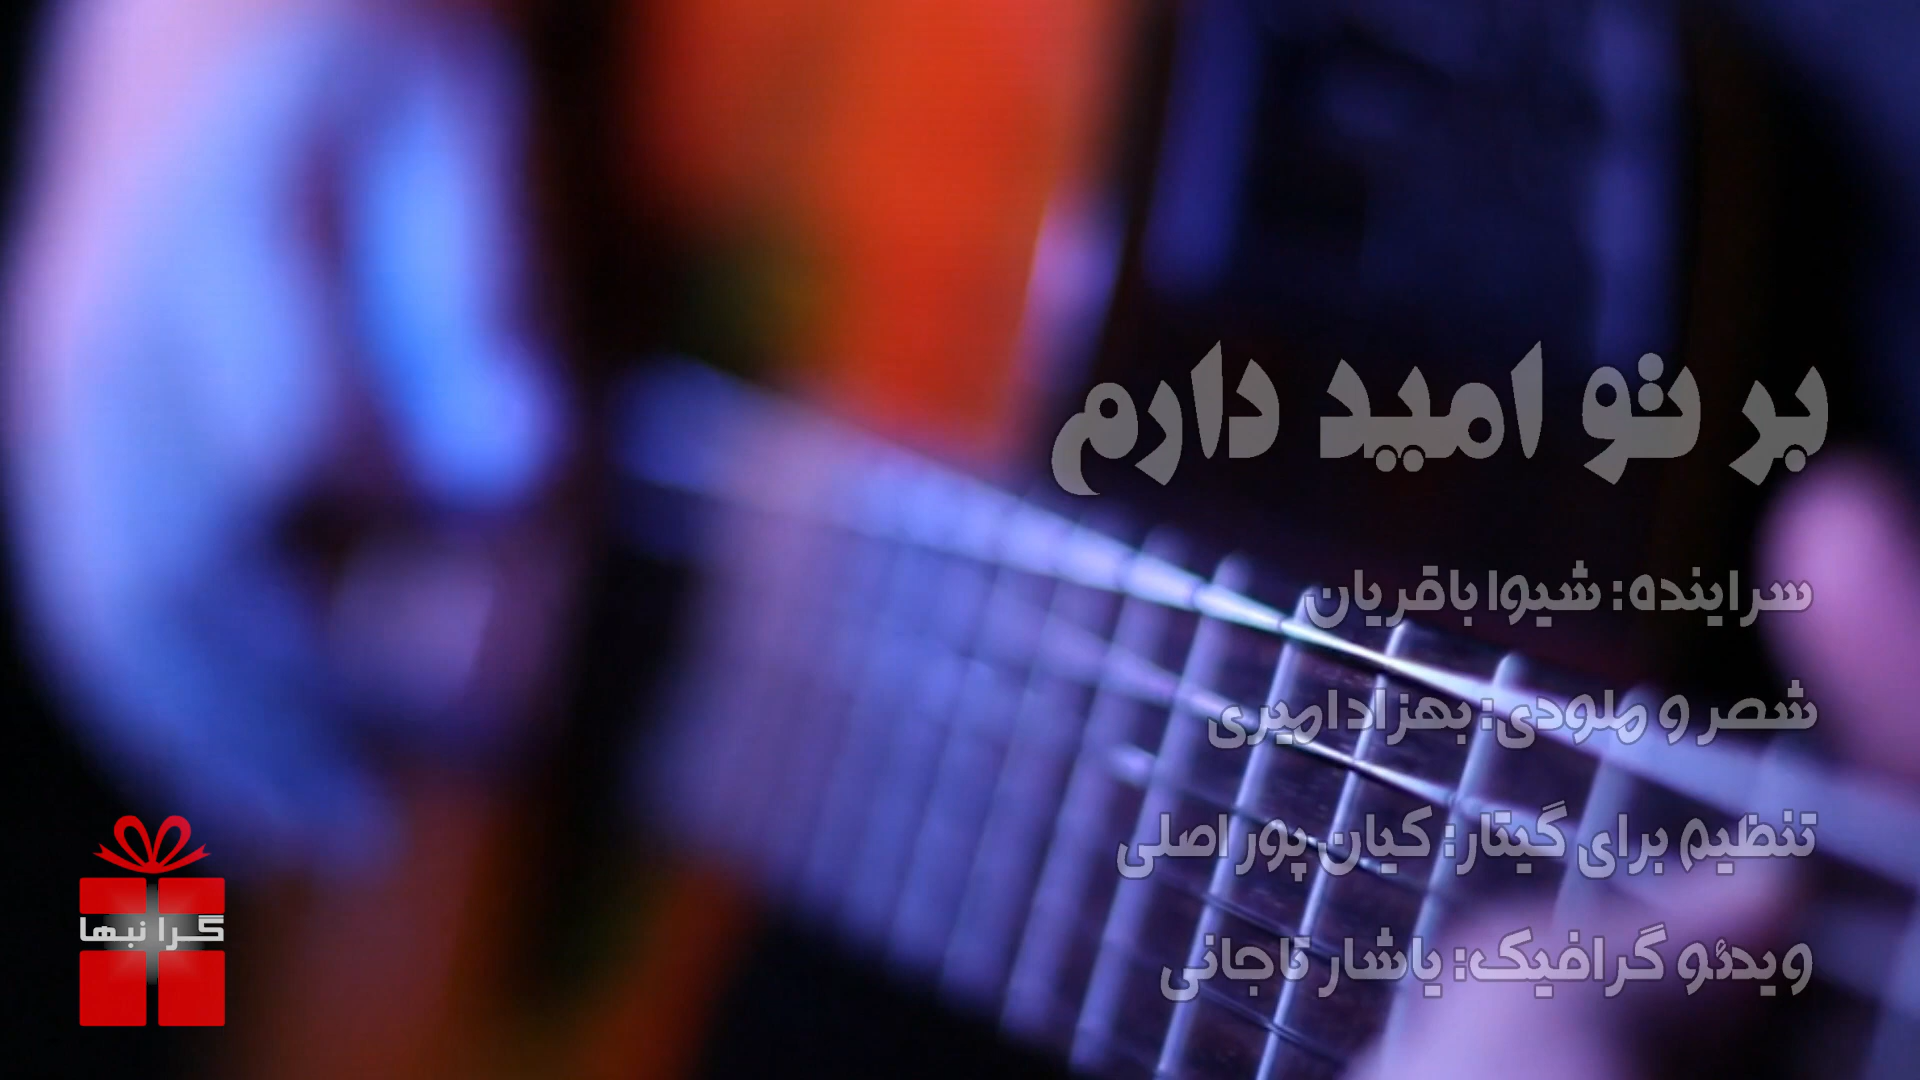 بر تو امید دارم
سراینده: شیوا باقریان
شعر و ملودی: بهزاد امیری
تنظیم برای گیتار: کیان پور اصلی
ویدئو گرافیک: یاشار تاجانی
گرانبها